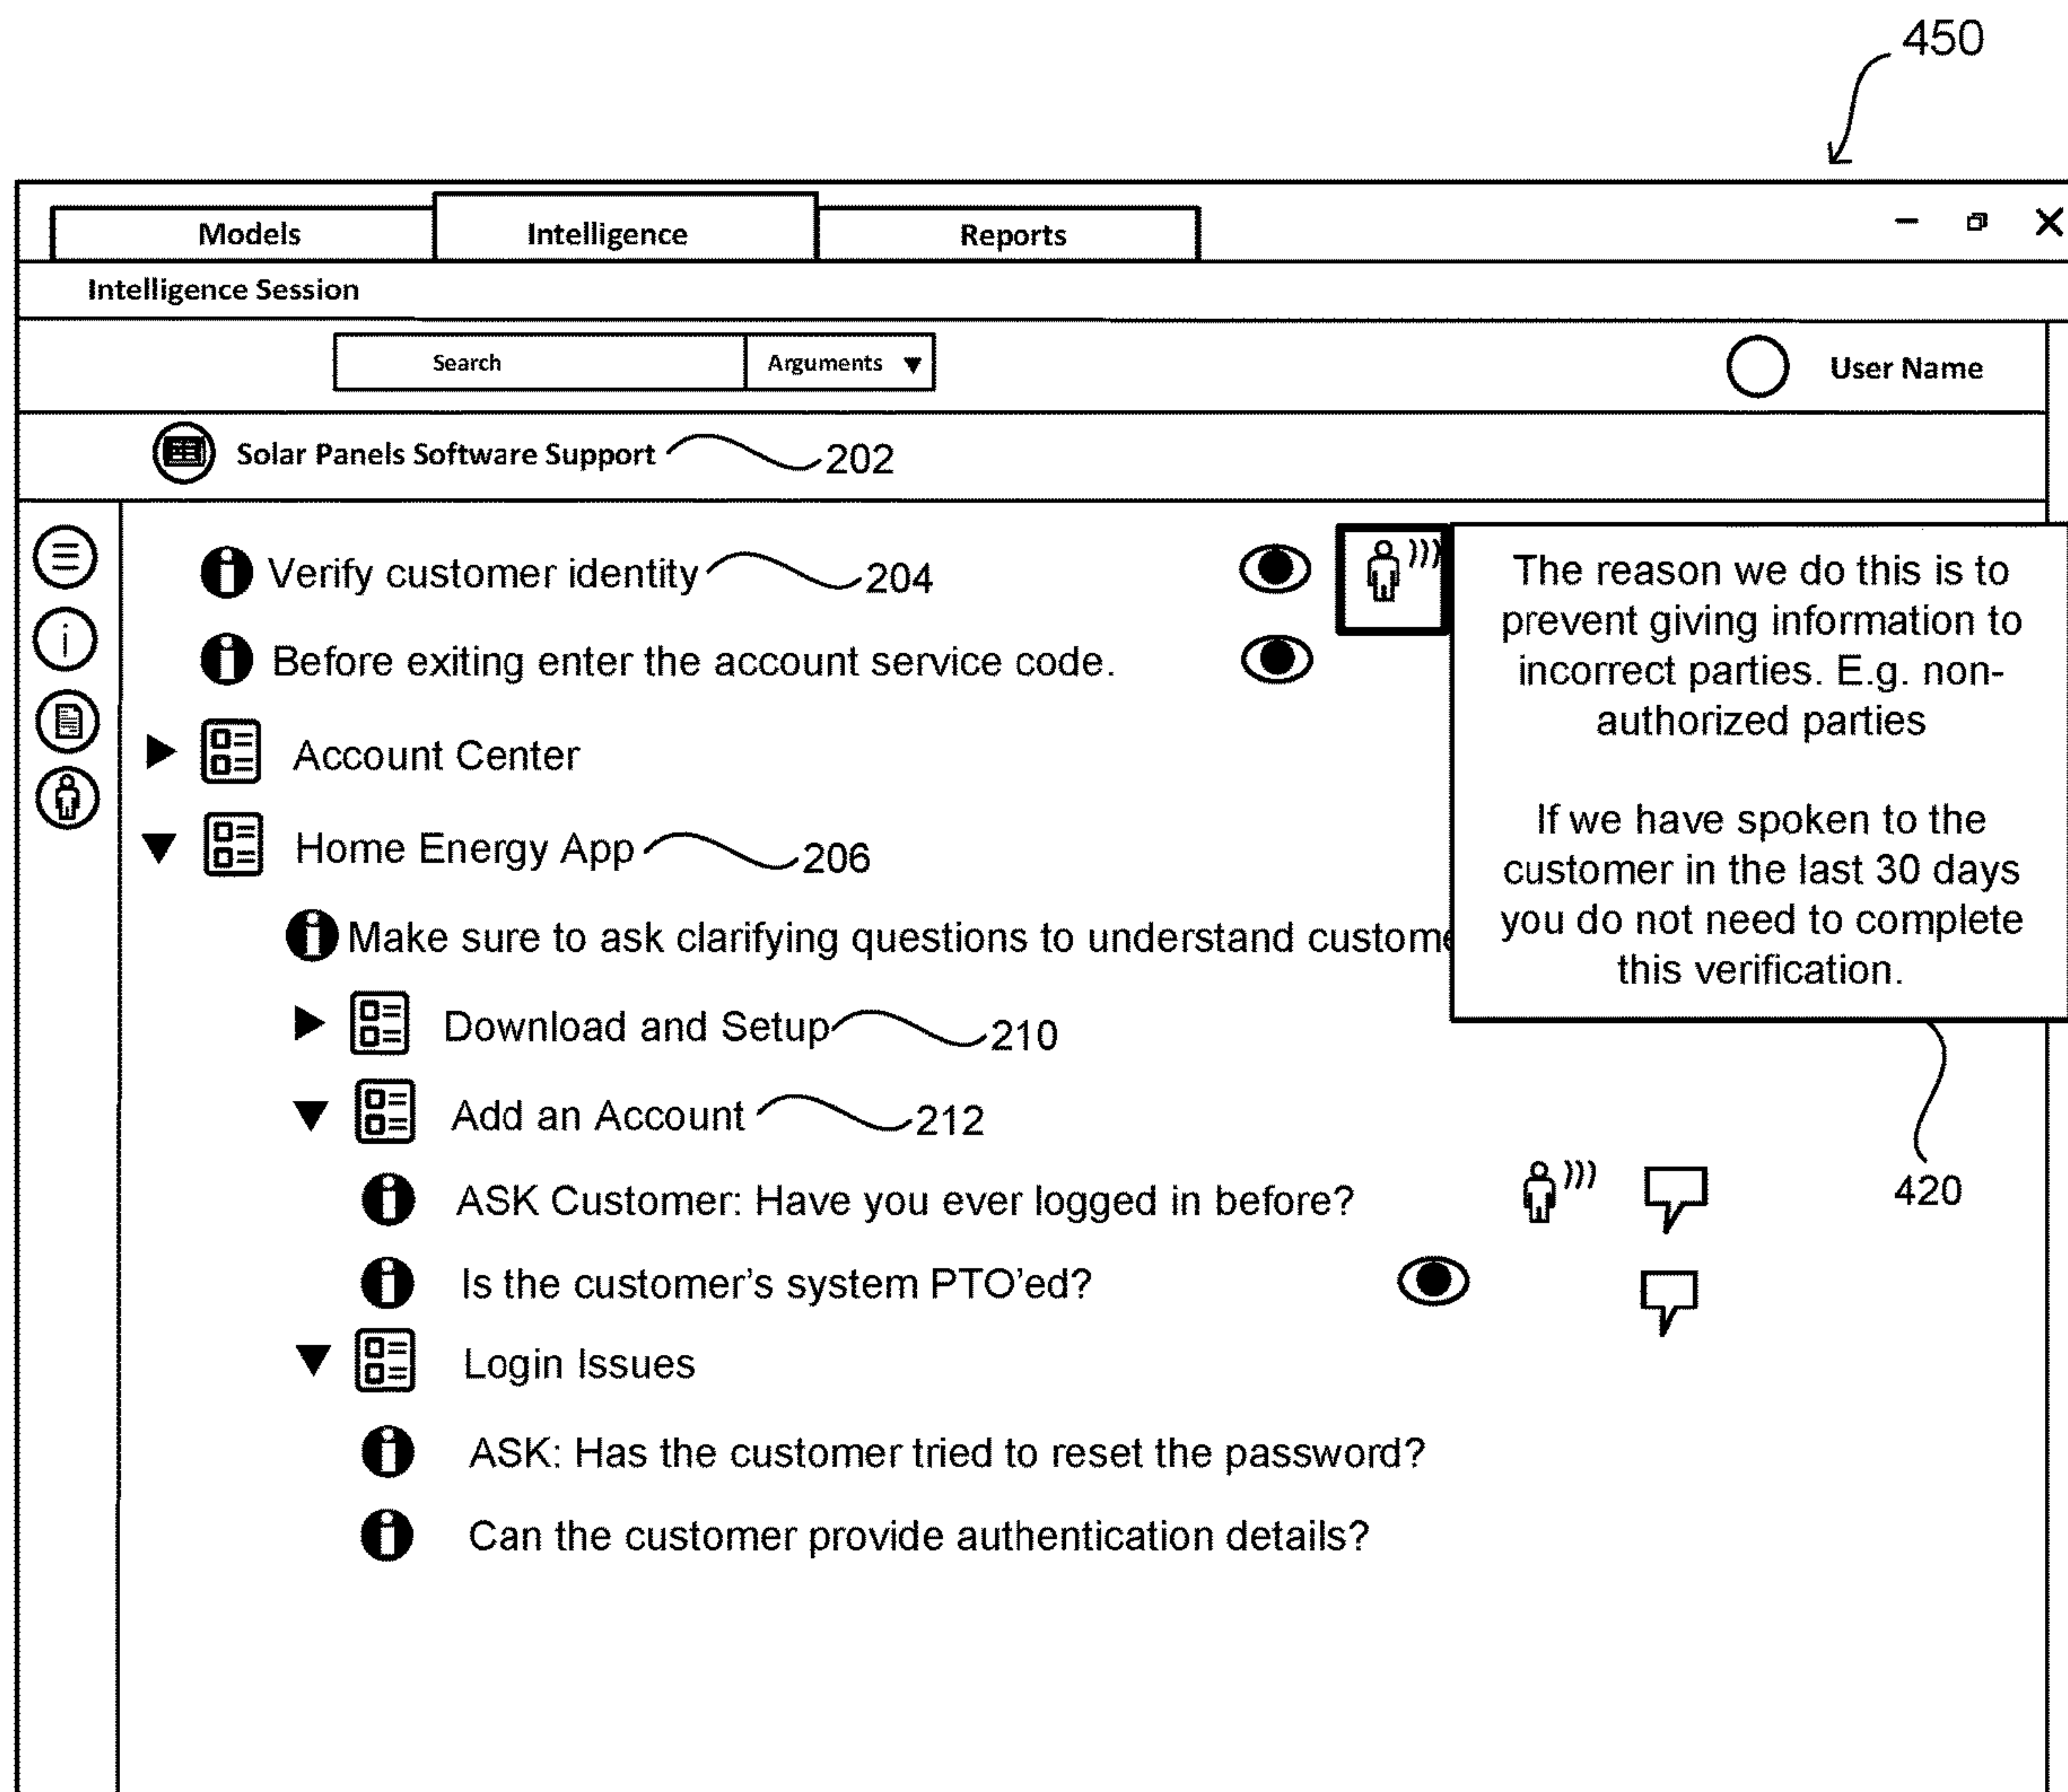 450
Models Intelligence Reports
Intelligence Session
Search Arguments User Name
Solar Panels Software Support 202
Verify customer identity 204
Before exiting enter the account service code.
The reason we do this is to
prevent giving information to
incorrect parties. E.g. non-
authorized parties
If we have spoken to the
customer in the last 30 days
you do not need to complete
this verification.
420
Account Center
Home Energy App 206
Make sure to ask clarifying questions to understand custome
Download and Setup 210
Add an Account 212
ASK Customer: Have you ever logged in before?
Is the customer's system PTO'ed?
Login Issues
ASK: Has the customer tried to reset the password?
Can the customer provide authentication details?